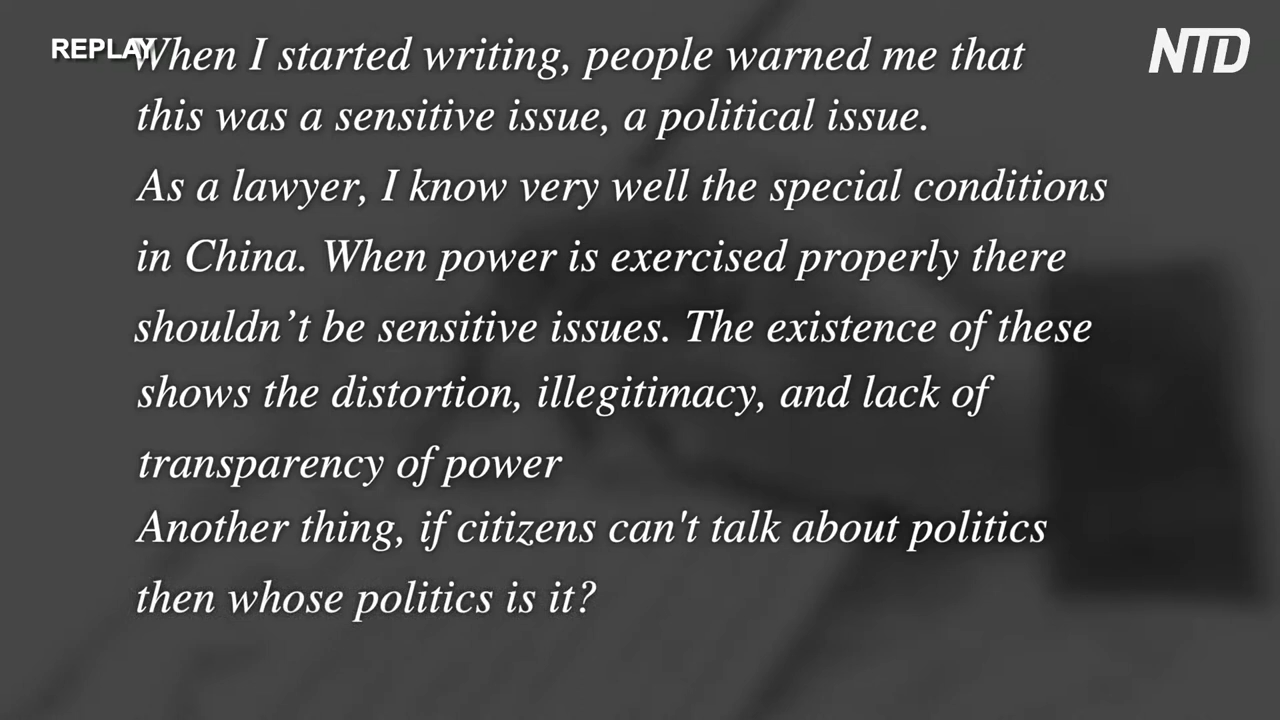 REPLAY
NTD
When I started writing, people warned me that
this was a sensitive issue, a political issue.
As a lawyer, I know very well the special conditions
in China. When power is exercised properly there
shouldn’t be sensitive issues. The existence of these
shows the distortion, illegitimacy, and lack of
transparency of power
Another thing, if citizens can't talk about politics
then whose politics is it?